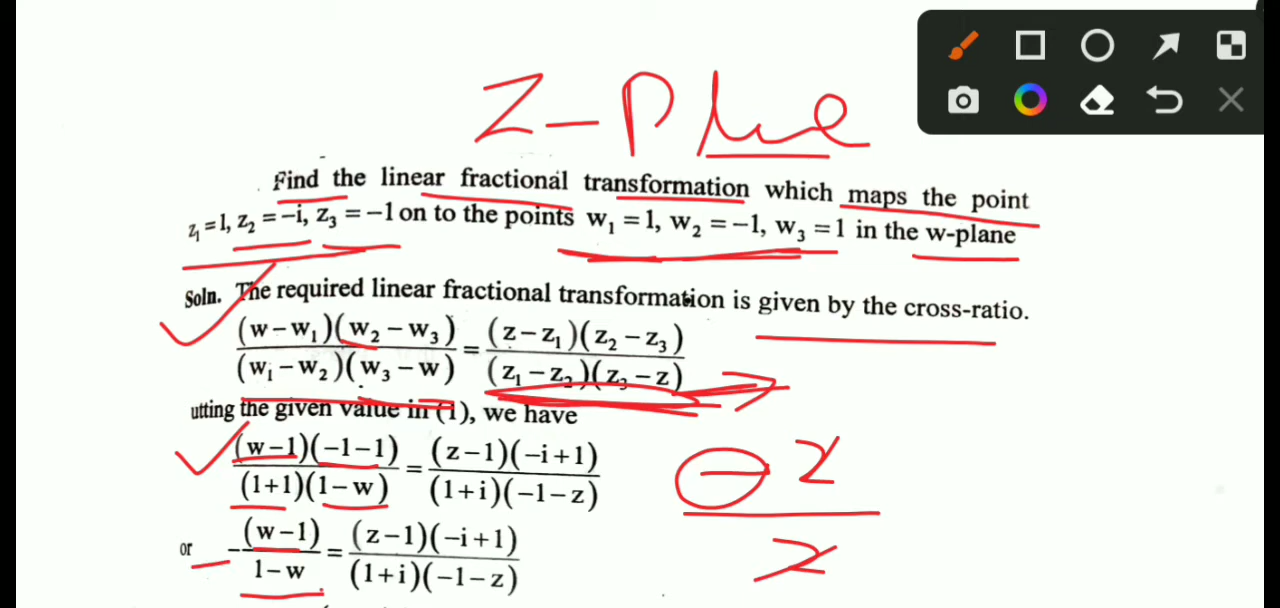 Z-Plane
Find the linear fractional transformation which maps the point
z₁=1, z₂=-i, z₃=-1 on to the points w₁=1, w₂=-1, w₃=1 in the w-plane
Soln. The required linear fractional transformation is given by the cross-ratio.
(w-w₁)(w₂-w₃)/(w₁-w₂)(w₃-w) = (z-z₁)(z₂-z₃)/(z₁-z₂)(z₃-z)
utting the given value in (1), we have
(w-1)(-1-1)/(1+1)(1-w) = (z-1)(-i+1)/(1+i)(-1-z)
-2/2
or -(w-1)/1-w = (z-1)(-i+1)/(1+i)(-1-z)